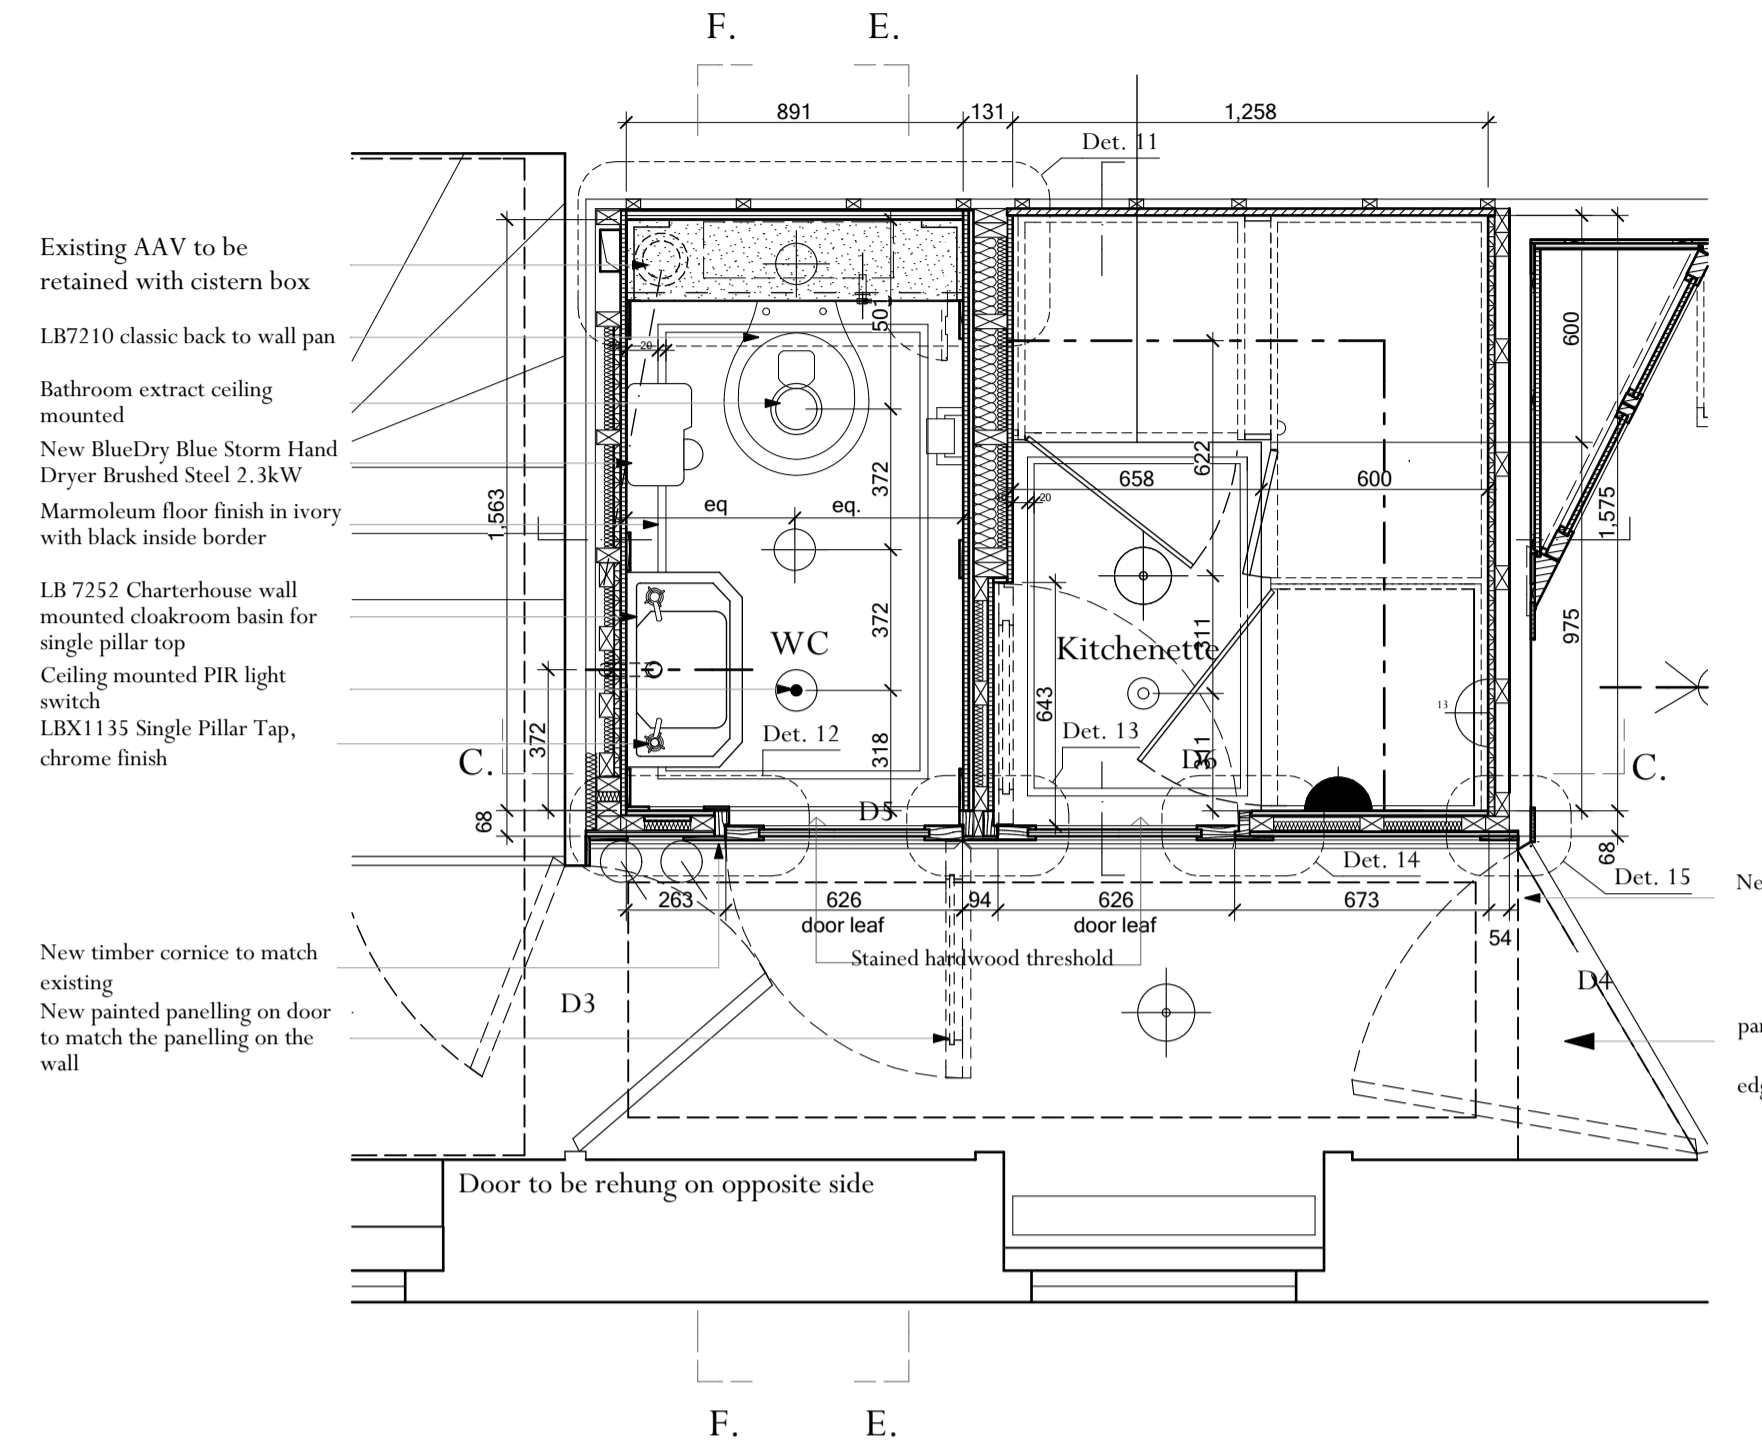 F. E.
891 131 1,258
Det. 11
Existing AAV to be
retained with cistern box
LB7210 classic back to wall pan
Bathroom extract ceiling
mounted
New BlueDry Blue Storm Hand
Dryer Brushed Steel 2.3kW
Marmoleum floor finish in ivory
with black inside border
LB 7252 Charterhouse wall
mounted cloakroom basin for
single pillar top
Ceiling mounted PIR light
switch
LBX1135 Single Pillar Tap,
chrome finish
1,563
372
68
C.
20
501
372
eq eq.
372
WC
318
Det. 12
D5
622
658 600
20
Kitchenette
311
643
Det. 13
D6
13
600
1,575
975
68
C.
Det. 14
Det. 15
Ne
263 626 94 626 673
door leaf door leaf
54
Stained hardwood threshold
New timber cornice to match
existing
New painted panelling on door
to match the panelling on the
wall
D3
D4
par
edg
Door to be rehung on opposite side
F. E.